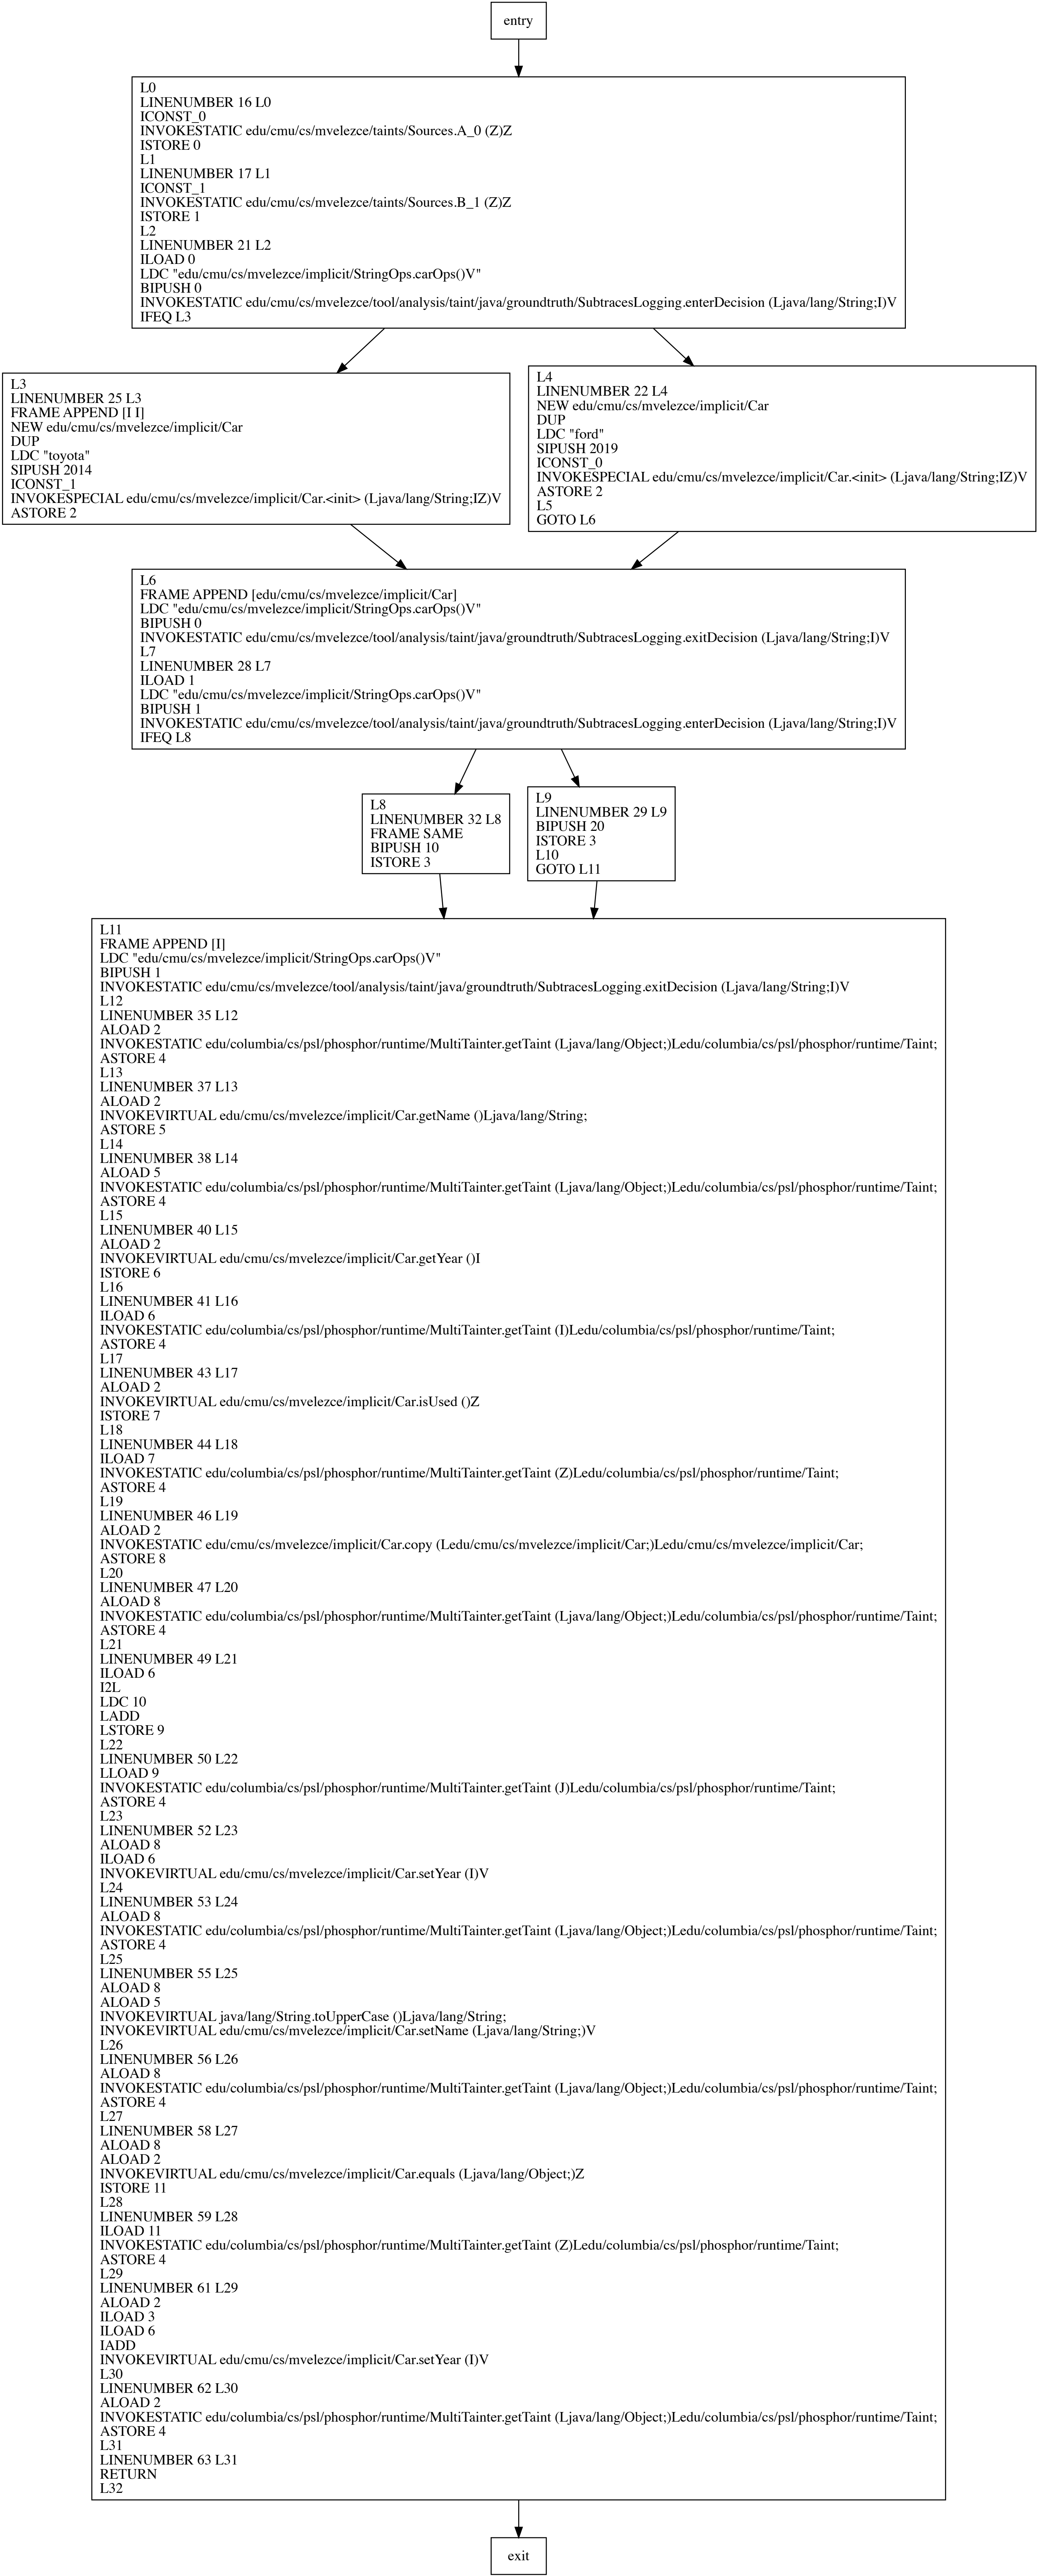 entry
L0
LINENUMBER 16 L0
ICONST_0
INVOKESTATIC edu/cmu/cs/mvelezce/taints/Sources.A_0 (Z)Z
ISTORE 0
L1
LINENUMBER 17 L1
ICONST_1
INVOKESTATIC edu/cmu/cs/mvelezce/taints/Sources.B_1 (Z)Z
ISTORE 1
L2
LINENUMBER 21 L2
ILOAD 0
LDC "edu/cmu/cs/mvelezce/implicit/StringOps.carOps()V"
BIPUSH 0
INVOKESTATIC edu/cmu/cs/mvelezce/tool/analysis/taint/java/groundtruth/SubtracesLogging.enterDecision (Ljava/lang/String;I)V
IFEQ L3
L3
LINENUMBER 25 L3
FRAME APPEND [I I]
NEW edu/cmu/cs/mvelezce/implicit/Car
DUP
LDC "toyota"
SIPUSH 2014
ICONST_1
INVOKESPECIAL edu/cmu/cs/mvelezce/implicit/Car.<init> (Ljava/lang/String;IZ)V
ASTORE 2
L4
LINENUMBER 22 L4
NEW edu/cmu/cs/mvelezce/implicit/Car
DUP
LDC "ford"
SIPUSH 2019
ICONST_0
INVOKESPECIAL edu/cmu/cs/mvelezce/implicit/Car.<init> (Ljava/lang/String;IZ)V
ASTORE 2
L5
GOTO L6
L6
FRAME APPEND [edu/cmu/cs/mvelezce/implicit/Car]
LDC "edu/cmu/cs/mvelezce/implicit/StringOps.carOps()V"
BIPUSH 0
INVOKESTATIC edu/cmu/cs/mvelezce/tool/analysis/taint/java/groundtruth/SubtracesLogging.exitDecision (Ljava/lang/String;I)V
L7
LINENUMBER 28 L7
ILOAD 1
LDC "edu/cmu/cs/mvelezce/implicit/StringOps.carOps()V"
BIPUSH 1
INVOKESTATIC edu/cmu/cs/mvelezce/tool/analysis/taint/java/groundtruth/SubtracesLogging.enterDecision (Ljava/lang/String;I)V
IFEQ L8
L8
LINENUMBER 32 L8
FRAME SAME
BIPUSH 10
ISTORE 3
L9
LINENUMBER 29 L9
BIPUSH 20
ISTORE 3
L10
GOTO L11
L11
FRAME APPEND [I]
LDC "edu/cmu/cs/mvelezce/implicit/StringOps.carOps()V"
BIPUSH 1
INVOKESTATIC edu/cmu/cs/mvelezce/tool/analysis/taint/java/groundtruth/SubtracesLogging.exitDecision (Ljava/lang/String;I)V
L12
LINENUMBER 35 L12
ALOAD 2
INVOKESTATIC edu/columbia/cs/psl/phosphor/runtime/MultiTainter.getTaint (Ljava/lang/Object;)Ledu/columbia/cs/psl/phosphor/runtime/Taint;
ASTORE 4
L13
LINENUMBER 37 L13
ALOAD 2
INVOKEVIRTUAL edu/cmu/cs/mvelezce/implicit/Car.getName ()Ljava/lang/String;
ASTORE 5
L14
LINENUMBER 38 L14
ALOAD 5
INVOKESTATIC edu/columbia/cs/psl/phosphor/runtime/MultiTainter.getTaint (Ljava/lang/Object;)Ledu/columbia/cs/psl/phosphor/runtime/Taint;
ASTORE 4
L15
LINENUMBER 40 L15
ALOAD 2
INVOKEVIRTUAL edu/cmu/cs/mvelezce/implicit/Car.getYear ()I
ISTORE 6
L16
LINENUMBER 41 L16
ILOAD 6
INVOKESTATIC edu/columbia/cs/psl/phosphor/runtime/MultiTainter.getTaint (I)Ledu/columbia/cs/psl/phosphor/runtime/Taint;
ASTORE 4
L17
LINENUMBER 43 L17
ALOAD 2
INVOKEVIRTUAL edu/cmu/cs/mvelezce/implicit/Car.isUsed ()Z
ISTORE 7
L18
LINENUMBER 44 L18
ILOAD 7
INVOKESTATIC edu/columbia/cs/psl/phosphor/runtime/MultiTainter.getTaint (Z)Ledu/columbia/cs/psl/phosphor/runtime/Taint;
ASTORE 4
L19
LINENUMBER 46 L19
ALOAD 2
INVOKESTATIC edu/cmu/cs/mvelezce/implicit/Car.copy (Ledu/cmu/cs/mvelezce/implicit/Car;)Ledu/cmu/cs/mvelezce/implicit/Car;
ASTORE 8
L20
LINENUMBER 47 L20
ALOAD 8
INVOKESTATIC edu/columbia/cs/psl/phosphor/runtime/MultiTainter.getTaint (Ljava/lang/Object;)Ledu/columbia/cs/psl/phosphor/runtime/Taint;
ASTORE 4
L21
LINENUMBER 49 L21
ILOAD 6
I2L
LDC 10
LADD
LSTORE 9
L22
LINENUMBER 50 L22
LLOAD 9
INVOKESTATIC edu/columbia/cs/psl/phosphor/runtime/MultiTainter.getTaint (J)Ledu/columbia/cs/psl/phosphor/runtime/Taint;
ASTORE 4
L23
LINENUMBER 52 L23
ALOAD 8
ILOAD 6
INVOKEVIRTUAL edu/cmu/cs/mvelezce/implicit/Car.setYear (I)V
L24
LINENUMBER 53 L24
ALOAD 8
INVOKESTATIC edu/columbia/cs/psl/phosphor/runtime/MultiTainter.getTaint (Ljava/lang/Object;)Ledu/columbia/cs/psl/phosphor/runtime/Taint;
ASTORE 4
L25
LINENUMBER 55 L25
ALOAD 8
ALOAD 5
INVOKEVIRTUAL java/lang/String.toUpperCase ()Ljava/lang/String;
INVOKEVIRTUAL edu/cmu/cs/mvelezce/implicit/Car.setName (Ljava/lang/String;)V
L26
LINENUMBER 56 L26
ALOAD 8
INVOKESTATIC edu/columbia/cs/psl/phosphor/runtime/MultiTainter.getTaint (Ljava/lang/Object;)Ledu/columbia/cs/psl/phosphor/runtime/Taint;
ASTORE 4
L27
LINENUMBER 58 L27
ALOAD 8
ALOAD 2
INVOKEVIRTUAL edu/cmu/cs/mvelezce/implicit/Car.equals (Ljava/lang/Object;)Z
ISTORE 11
L28
LINENUMBER 59 L28
ILOAD 11
INVOKESTATIC edu/columbia/cs/psl/phosphor/runtime/MultiTainter.getTaint (Z)Ledu/columbia/cs/psl/phosphor/runtime/Taint;
ASTORE 4
L29
LINENUMBER 61 L29
ALOAD 2
ILOAD 3
ILOAD 6
IADD
INVOKEVIRTUAL edu/cmu/cs/mvelezce/implicit/Car.setYear (I)V
L30
LINENUMBER 62 L30
ALOAD 2
INVOKESTATIC edu/columbia/cs/psl/phosphor/runtime/MultiTainter.getTaint (Ljava/lang/Object;)Ledu/columbia/cs/psl/phosphor/runtime/Taint;
ASTORE 4
L31
LINENUMBER 63 L31
RETURN
L32
exit